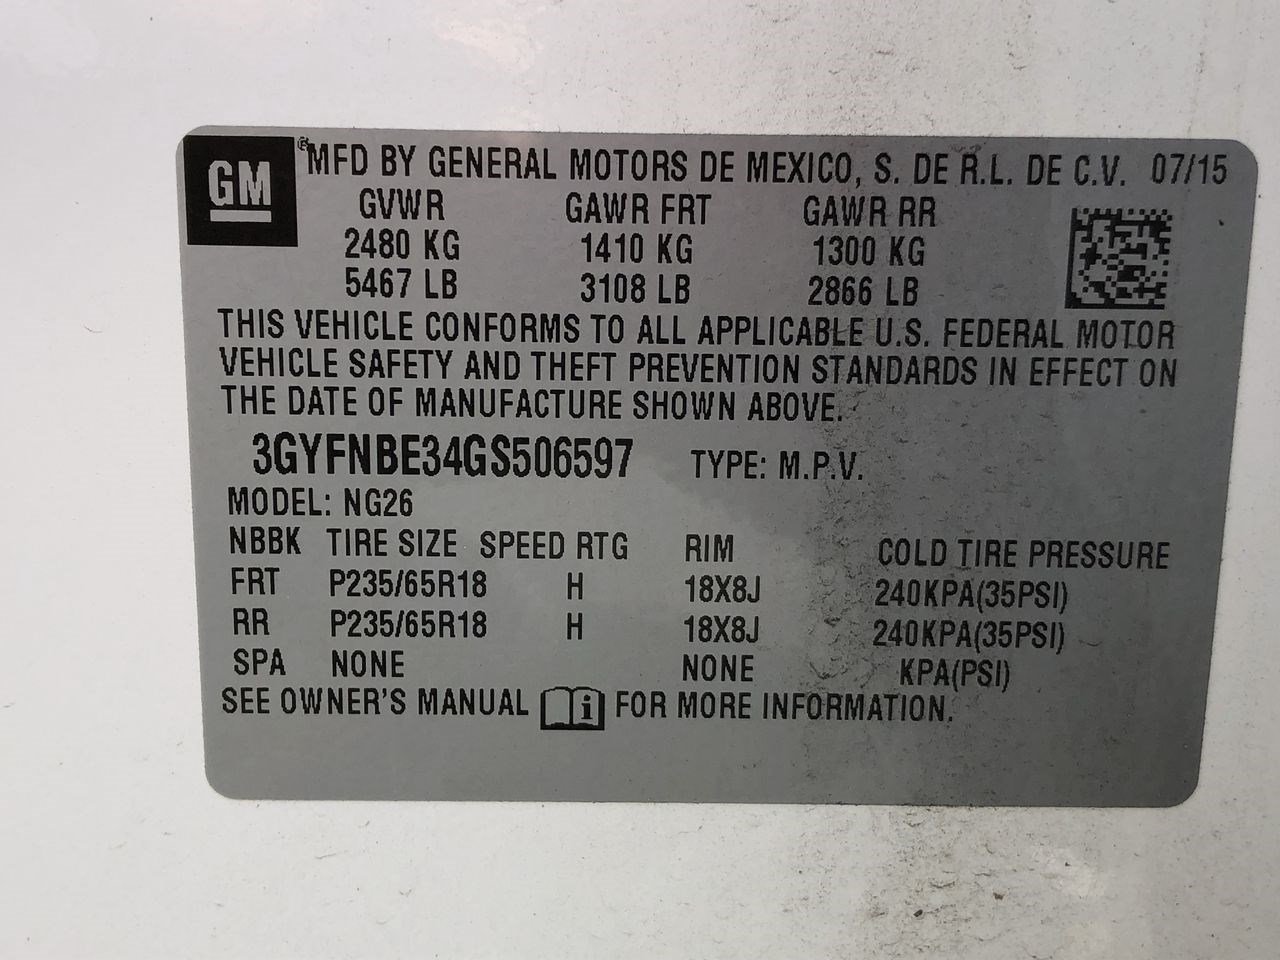 GM® MFD BY GENERAL MOTORS DE MEXICO, S. DE R.L. DE C.V. 07/15
GVWR GAWR FRT GAWR RR
2480 KG 1410 KG 1300 KG
5467 LB 3108 LB 2866 LB
THIS VEHICLE CONFORMS TO ALL APPLICABLE U.S. FEDERAL MOTOR
VEHICLE SAFETY AND THEFT PREVENTION STANDARDS IN EFFECT ON
THE DATE OF MANUFACTURE SHOWN ABOVE.
3GYFNBE34GS506597 TYPE: M.P.V.
MODEL: NG26
NBBK TIRE SIZE SPEED RTG RIM COLD TIRE PRESSURE
FRT P235/65R18 H 18X8J 240KPA(35PSI)
RR P235/65R18 H 18X8J 240KPA(35PSI)
SPA NONE NONE KPA(PSI)
SEE OWNER'S MANUAL i FOR MORE INFORMATION.